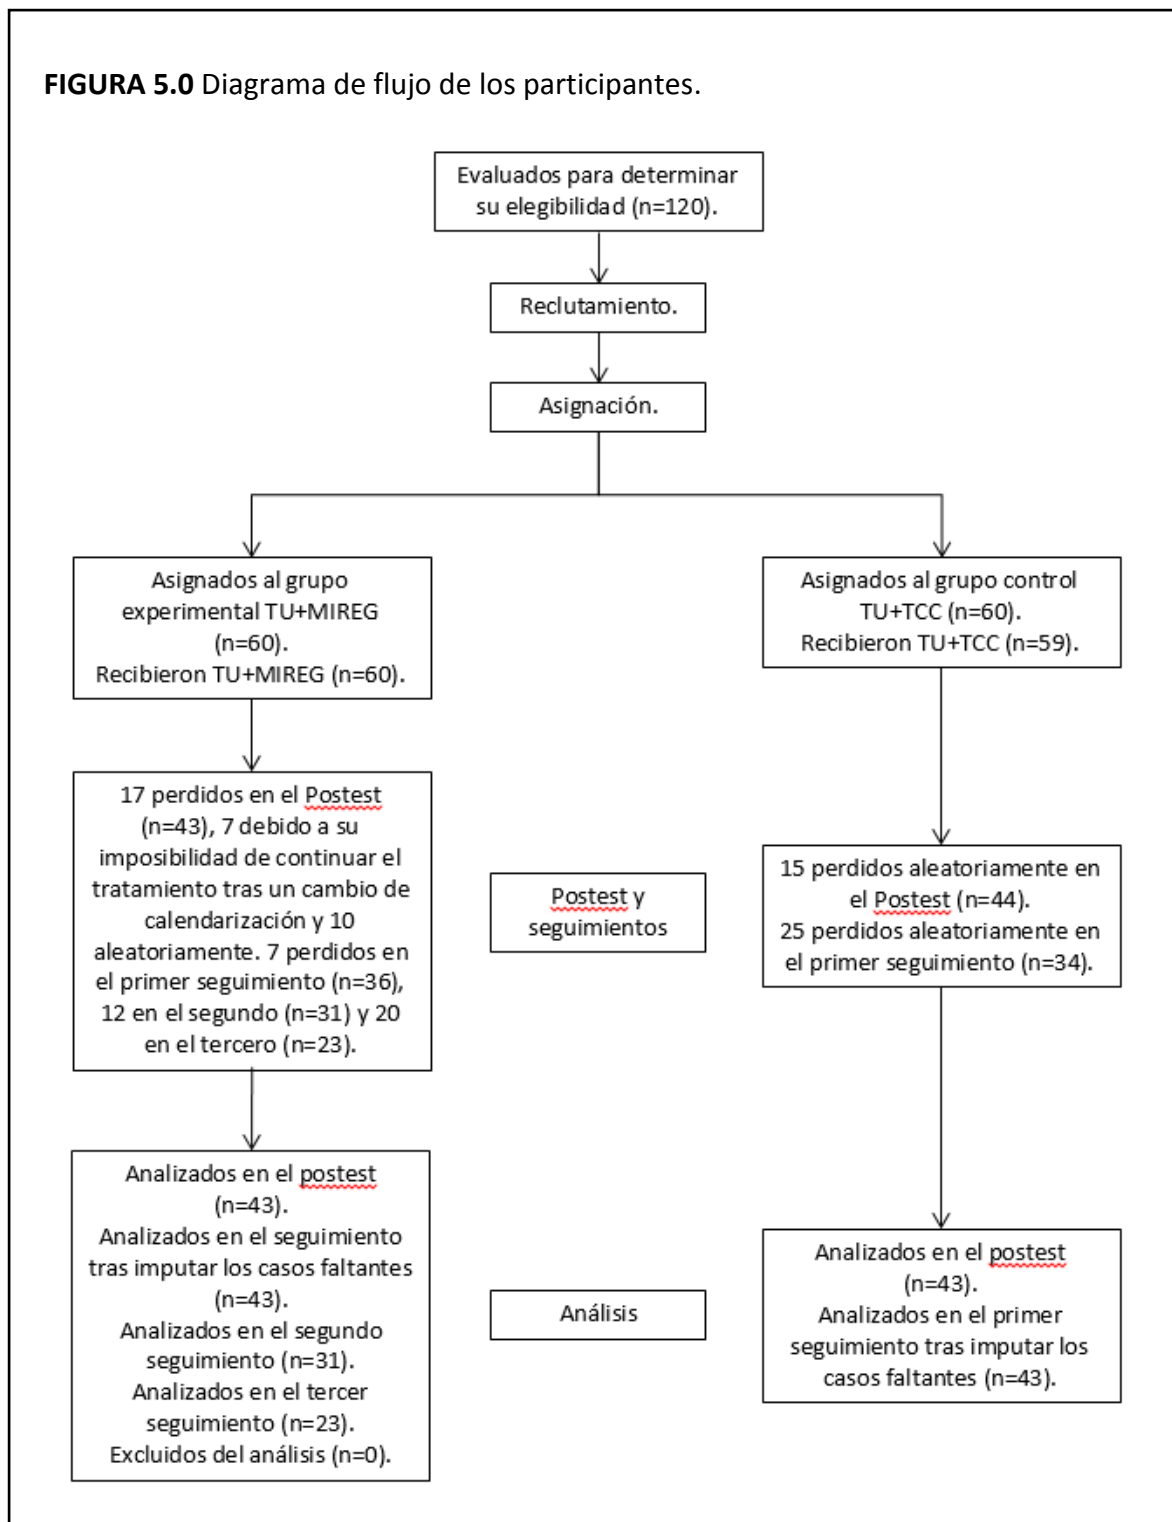 FIGURA 5.0 Diagrama de flujo de los participantes.
Evaluados para determinar
su elegibilidad (n=120).
Reclutamiento.
Asignación.
Asignados al grupo
experimental TU+MIREG
(n=60).
Recibieron TU+MIREG (n=60).
Asignados al grupo control
TU+TCC (n=60).
Recibieron TU+TCC (n=59).
17 perdidos en el Postest
(n=43), 7 debido a su
imposibilidad de continuar el
tratamiento tras un cambio de
calendarización y 10
aleatoriamente. 7 perdidos en
el primer seguimiento (n=36),
12 en el segundo (n=31) y 20
en el tercero (n=23).
Postest y
seguimientos
15 perdidos aleatoriamente en
el Postest (n=44).
25 perdidos aleatoriamente en
el primer seguimiento (n=34).
Analizados en el postest
(n=43).
Analizados en el seguimiento
tras imputar los casos faltantes
(n=43).
Analizados en el segundo
seguimiento (n=31).
Analizados en el tercer
seguimiento (n=23).
Excluidos del análisis (n=0).
Análisis
Analizados en el postest
(n=43).
Analizados en el primer
seguimiento tras imputar los
casos faltantes (n=43).